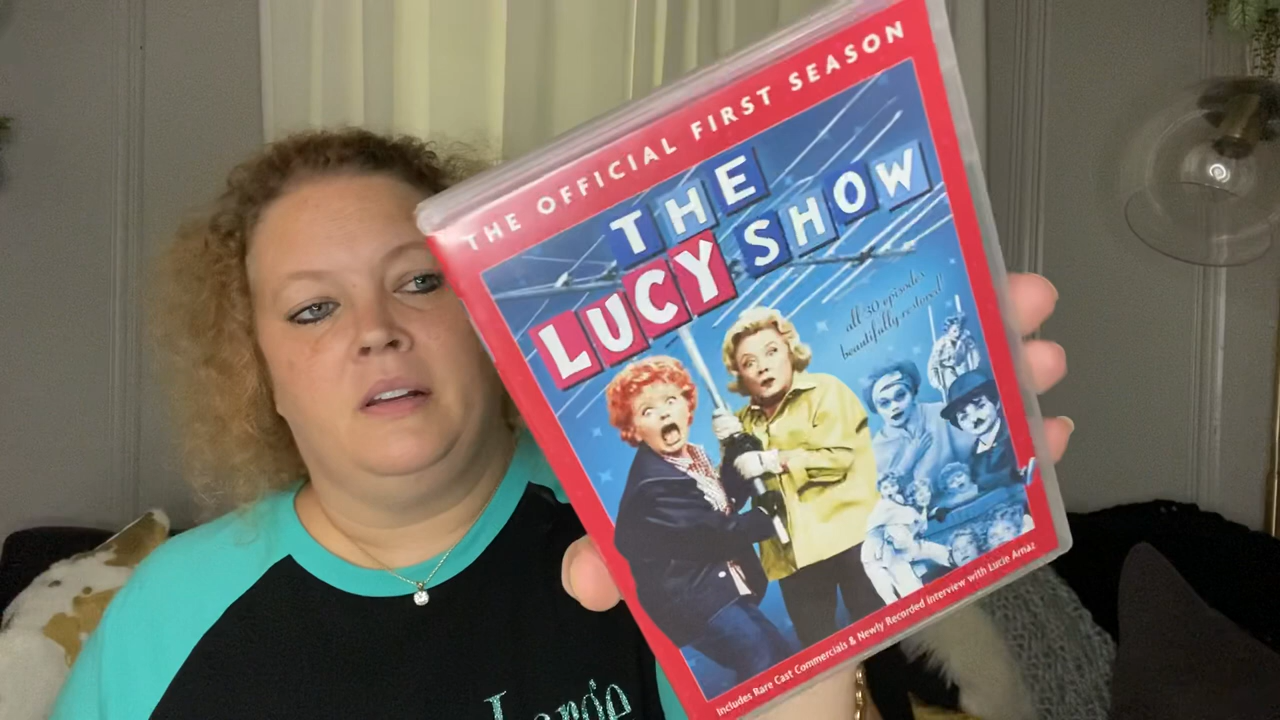 THE OFFICIAL FIRST SEASON
THE
LUCY SHOW
all 30 episodes
beautifully restored!
Includes Rare Cast Commercials & Newly Recorded interview with Lucie Arnaz